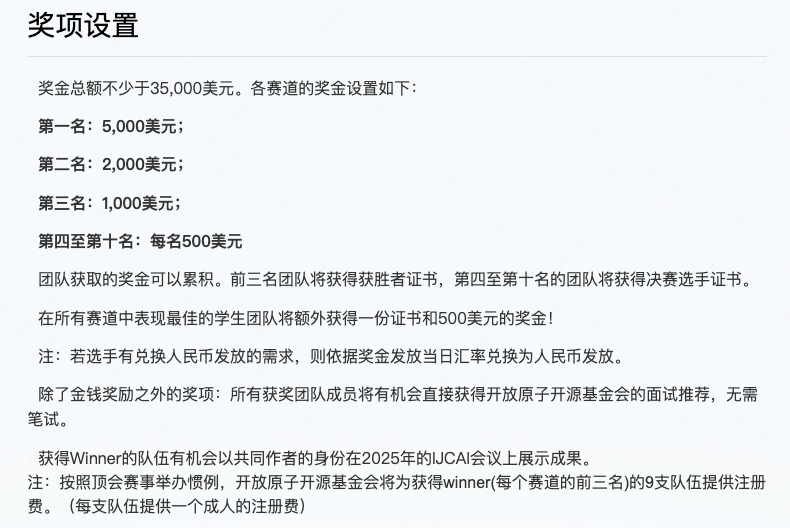 奖项设置
奖金总额不少于35,000美元。各赛道的奖金设置如下：
第一名：5,000美元；
第二名：2,000美元；
第三名：1,000美元；
第四至第十名：每名500美元
团队获取的奖金可以累积。前三名团队将获得获胜者证书，第四至第十名的团队将获得决赛选手证书。
在所有赛道中表现最佳的学生团队将额外获得一份证书和500美元的奖金！
注：若选手有兑换人民币发放的需求，则依据奖金发放当日汇率兑换为人民币发放。
除了金钱奖励之外的奖项：所有获奖团队成员将有机会直接获得开放原子开源基金会的面试推荐，无需
笔试。
获得Winner的队伍有机会以共同作者的身份在2025年的IJCAI会议上展示成果。
注：按照顶会赛事举办惯例，开放原子开源基金会将为获得winner(每个赛道的前三名)的9支队伍提供注册
费。（每支队伍提供一个成人的注册费）